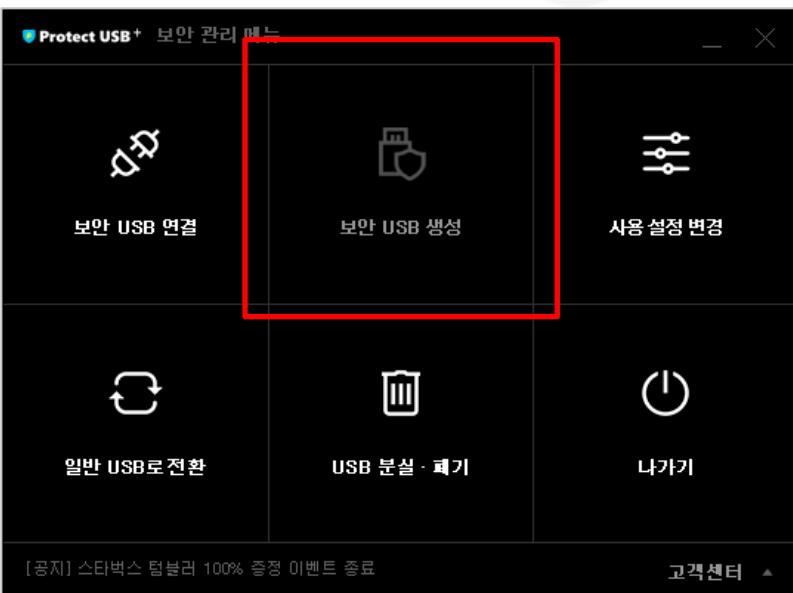 Protect USB+ 보안 관리 메뉴
보안 USB 연결
보안 USB 생성
사용 설정 변경
일반 USB로 전환
USB 분실 · 폐기
나가기
[공지] 스타벅스 텀블러 100% 증정 이벤트 종료
고객센터